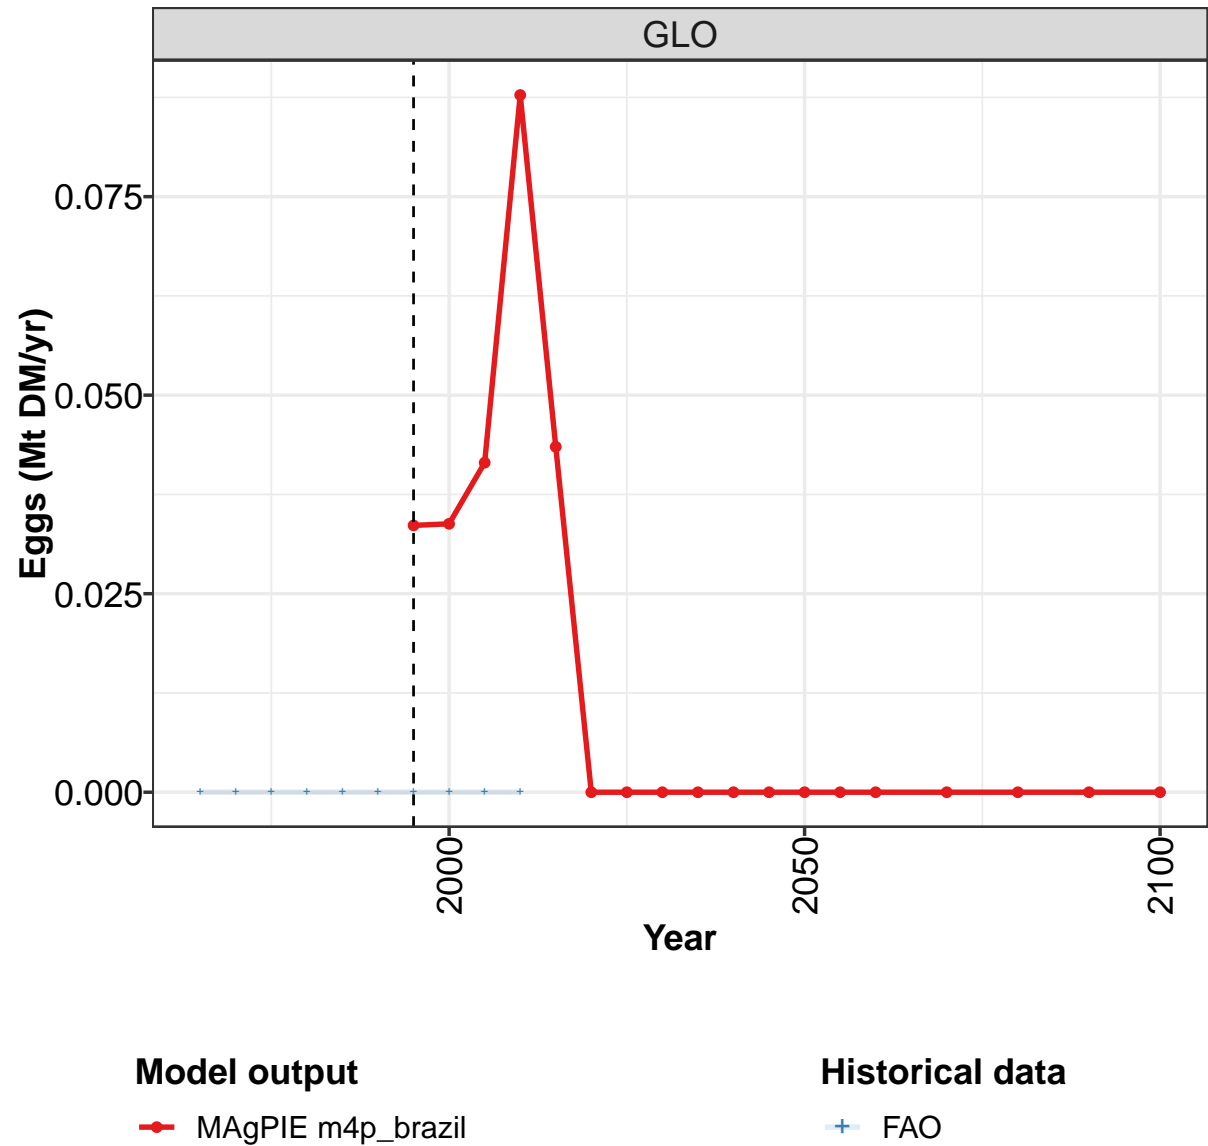 GLO
Eggs (Mt DM/yr)
0.075
0.050
0.025
0.000
2000
2050
2100
Year
Model output
MAgPIE m4p_brazil
Historical data
FAO